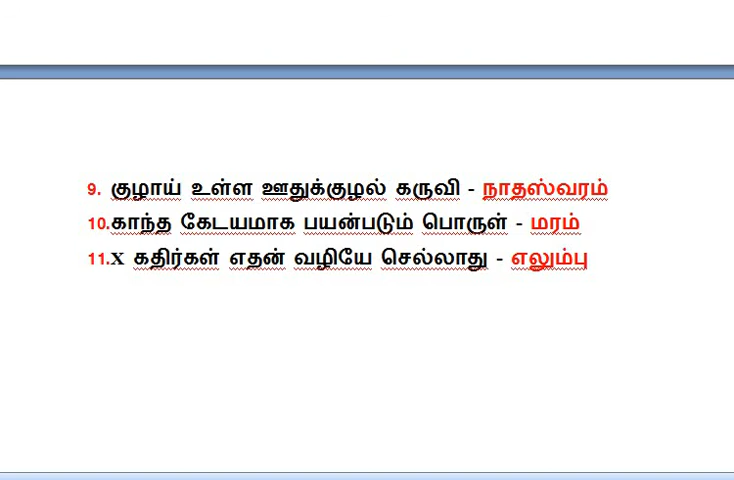 9. குழாய் உள்ள ஊதுக்குழல் கருவி - நாதஸ்வரம்
10.காந்த கேடயமாக பயன்படும் பொருள் - மரம்
11.X கதிர்கள் எதன் வழியே செல்லாது - எலும்பு